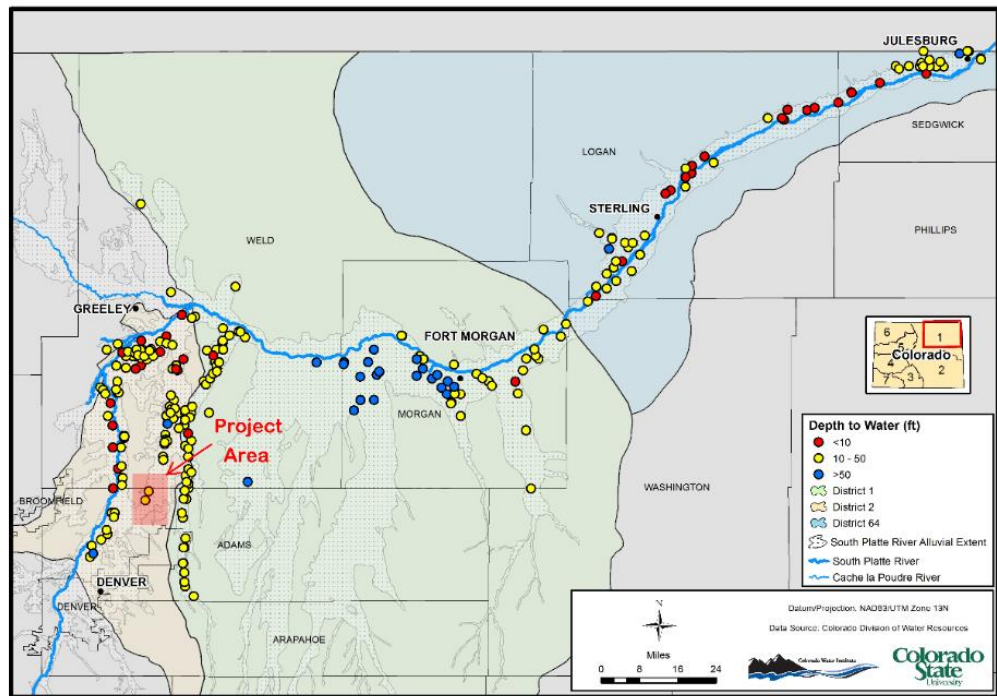 JULESBURG
SEDGWICK
LOGAN
STERLING
PHILLIPS
WELD
GREELEY
FORT MORGAN
6
5
1
Colorado
4
2
7
3
MORGAN
Project
Area
Depth to Water (ft)
<10
10 - 50
>50
District 1
District 2
District 64
South Platte River Alluvial Extent
South Platte River
Cache la Poudre River
WASHINGTON
BROOMFIELD
ADAMS
DENVER
DENVER
ARAPAHOE
N
Miles
0 4 8 16 24
Datum/Projection: NAD83/UTM Zone 13N
Data Source: Colorado Division of Water Resources
Colorado Water Institute
Colorado
State
University